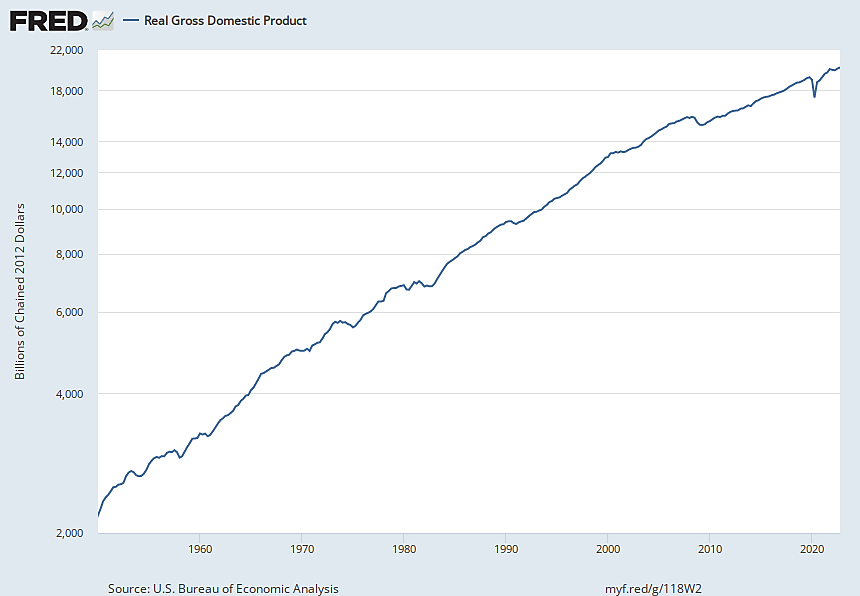 FRED
Real Gross Domestic Product
22,000
18,000
14,000
12,000
10,000
8,000
6,000
4,000
2,000
Billions of Chained 2012 Dollars
1960 1970 1980 1990 2000 2010 2020
Source: U.S. Bureau of Economic Analysis
myf.red/g/118W2